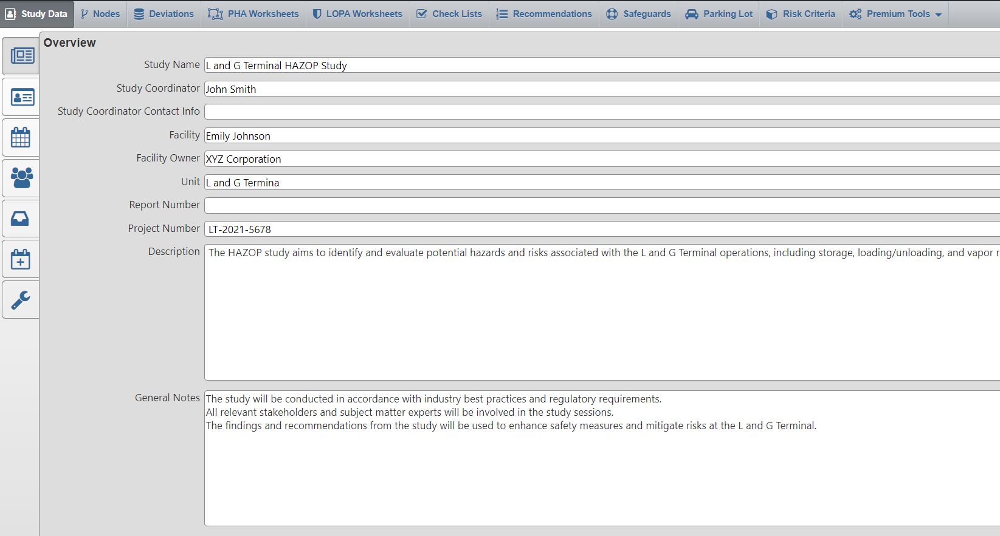 Study Data Nodes Deviations PHA Worksheets LOPA Worksheets Check Lists Recommendations Safeguards Parking Lot Risk Criteria Premium Tools
Overview
Study Name L and G Terminal HAZOP Study
Study Coordinator John Smith
Study Coordinator Contact Info
Facility Emily Johnson
Facility Owner XYZ Corporation
Unit L and G Termina
Report Number
Project Number LT-2021-5678
Description The HAZOP study aims to identify and evaluate potential hazards and risks associated with the L and G Terminal operations, including storage, loading/unloading, and vapor r
General Notes The study will be conducted in accordance with industry best practices and regulatory requirements.
All relevant stakeholders and subject matter experts will be involved in the study sessions.
The findings and recommendations from the study will be used to enhance safety measures and mitigate risks at the L and G Terminal.